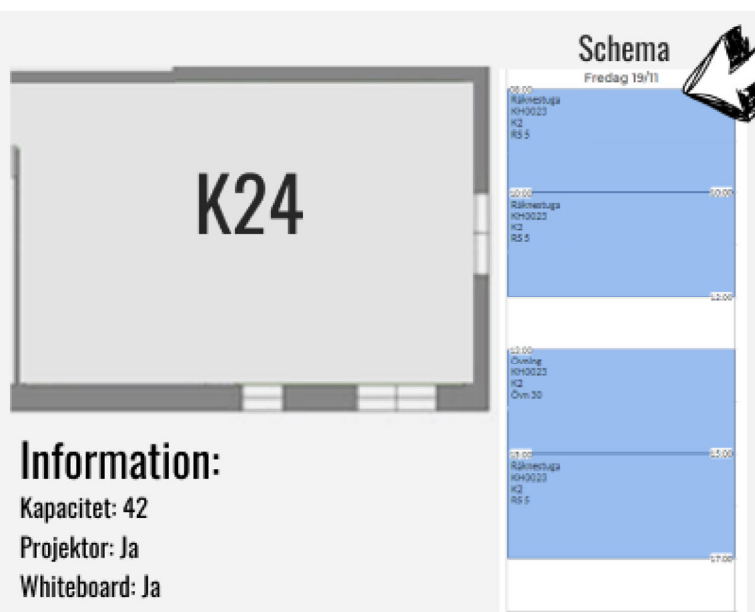 K24
Information:
Kapacitet: 42
Projektor: Ja
Whiteboard: Ja
Schema
Fredag 19/11
08:00
Räknestuga
KH0023
K2
RS 5
10:00
10:00
Räknestuga
KH0023
K2
RS 5
12:00
13:00
Övning
KH0023
K2
Övn 30
15:00
15:00
Räknestuga
KH0023
K2
RS 5
17:00